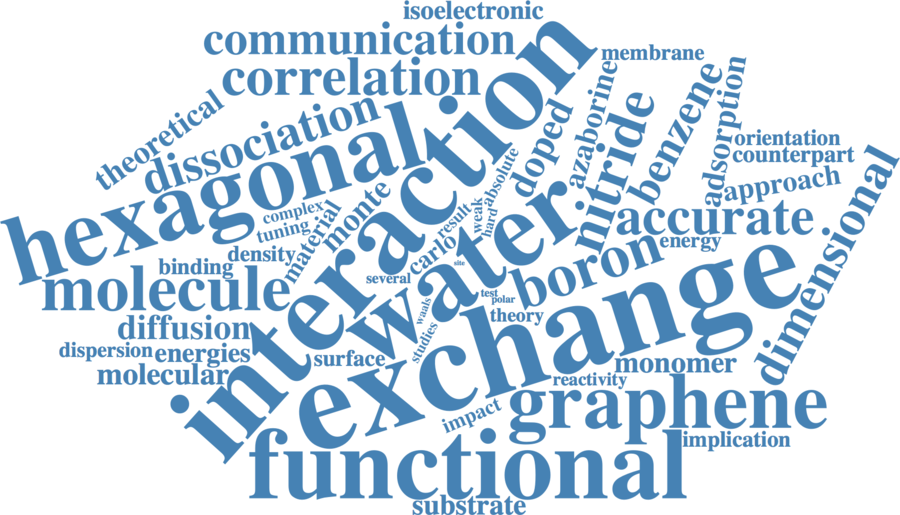 isoelectronic
communication
membrane
correlation
interaction
theoretical
dissociation
hexagonal
doped
azaborine
nitride
benzene
adsorption
orientation
counterpart
approach
dimensional
accurate
complex
tuning
material
monte
result
weak
hard
absolute
carlo
site
water
density
binding
several
boron
energy
molecule
waals
test
polar
theory
studies
exchange
diffusion
dispersion
energies
molecular
surface
monomer
reactivity
impact
graphene
implication
functional
substrate